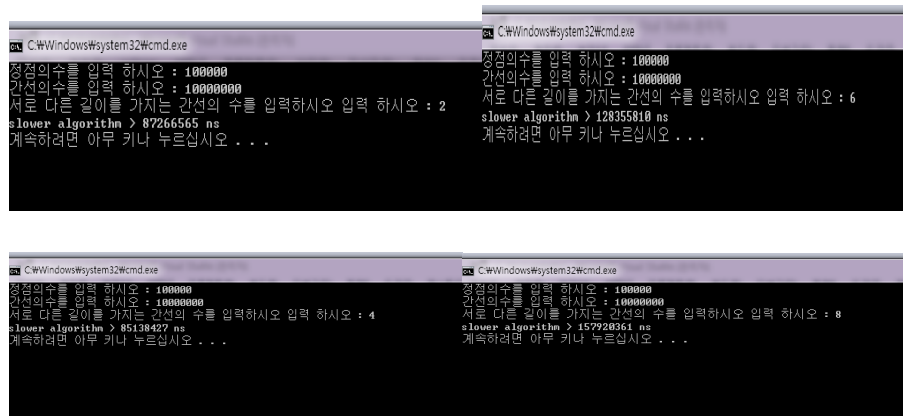 C:₩Windows₩system32₩cmd.exe
정점의수를 입력 하시오 : 100000
간선의수를 입력 하시오 : 10000000
서로 다른 길이를 가지는 간선의 수를 입력하시오 입력 하시오 : 2
slower algorithm > 87266565 ns
계속하려면 아무 키나 누르십시오 . . .
C:₩Windows₩system32₩cmd.exe
정점의수를 입력 하시오 : 100000
간선의수를 입력 하시오 : 10000000
서로 다른 길이를 가지는 간선의 수를 입력하시오 입력 하시오 : 6
slower algorithm > 128355810 ns
계속하려면 아무 키나 누르십시오 . . .
C:₩Windows₩system32₩cmd.exe
정점의수를 입력 하시오 : 100000
간선의수를 입력 하시오 : 10000000
서로 다른 길이를 가지는 간선의 수를 입력하시오 입력 하시오 : 4
slower algorithm > 85138427 ns
계속하려면 아무 키나 누르십시오 . . .
C:₩Windows₩system32₩cmd.exe
정점의수를 입력 하시오 : 100000
간선의수를 입력 하시오 : 10000000
서로 다른 길이를 가지는 간선의 수를 입력하시오 입력 하시오 : 8
slower algorithm > 157920361 ns
계속하려면 아무 키나 누르십시오 . . .